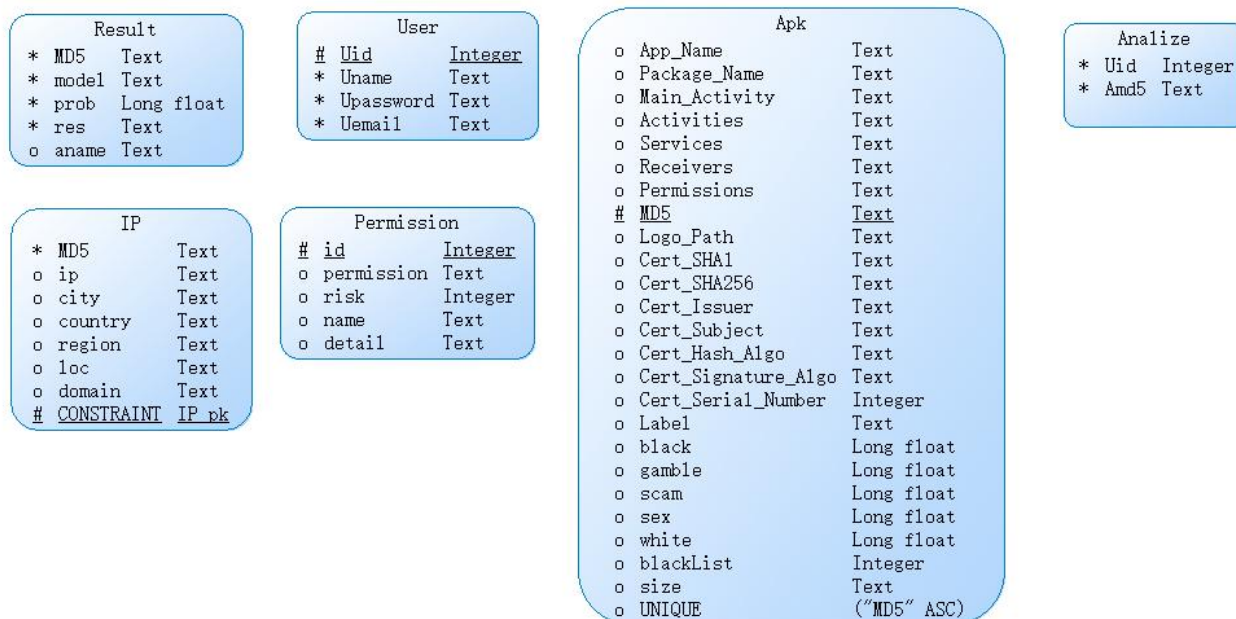 Result
* MD5 Text
* model Text
* prob Long float
* res Text
o aname Text
User
# Uid Integer
* Uname Text
* Upassword Text
* Uemail Text
IP
* MD5 Text
o ip Text
o city Text
o country Text
o region Text
o loc Text
o domain Text
# CONSTRAINT IP_pk
Permission
# id Integer
o permission Text
o risk Integer
o name Text
o detail Text
Apk
o App_Name Text
o Package_Name Text
o Main_Activity Text
o Activities Text
o Services Text
o Receivers Text
o Permissions Text
# MD5 Text
o Logo_Path Text
o Cert_SHA1 Text
o Cert_SHA256 Text
o Cert_Issuer Text
o Cert_Subject Text
o Cert_Hash_Algo Text
o Cert_Signature_Algo Text
o Cert_Serial_Number Integer
o Label Text
o black Long float
o gamble Long float
o scam Long float
o sex Long float
o white Long float
o blackList Integer
o size Text
o UNIQUE ("MD5" ASC)
Analize
* Uid Integer
* Amd5 Text